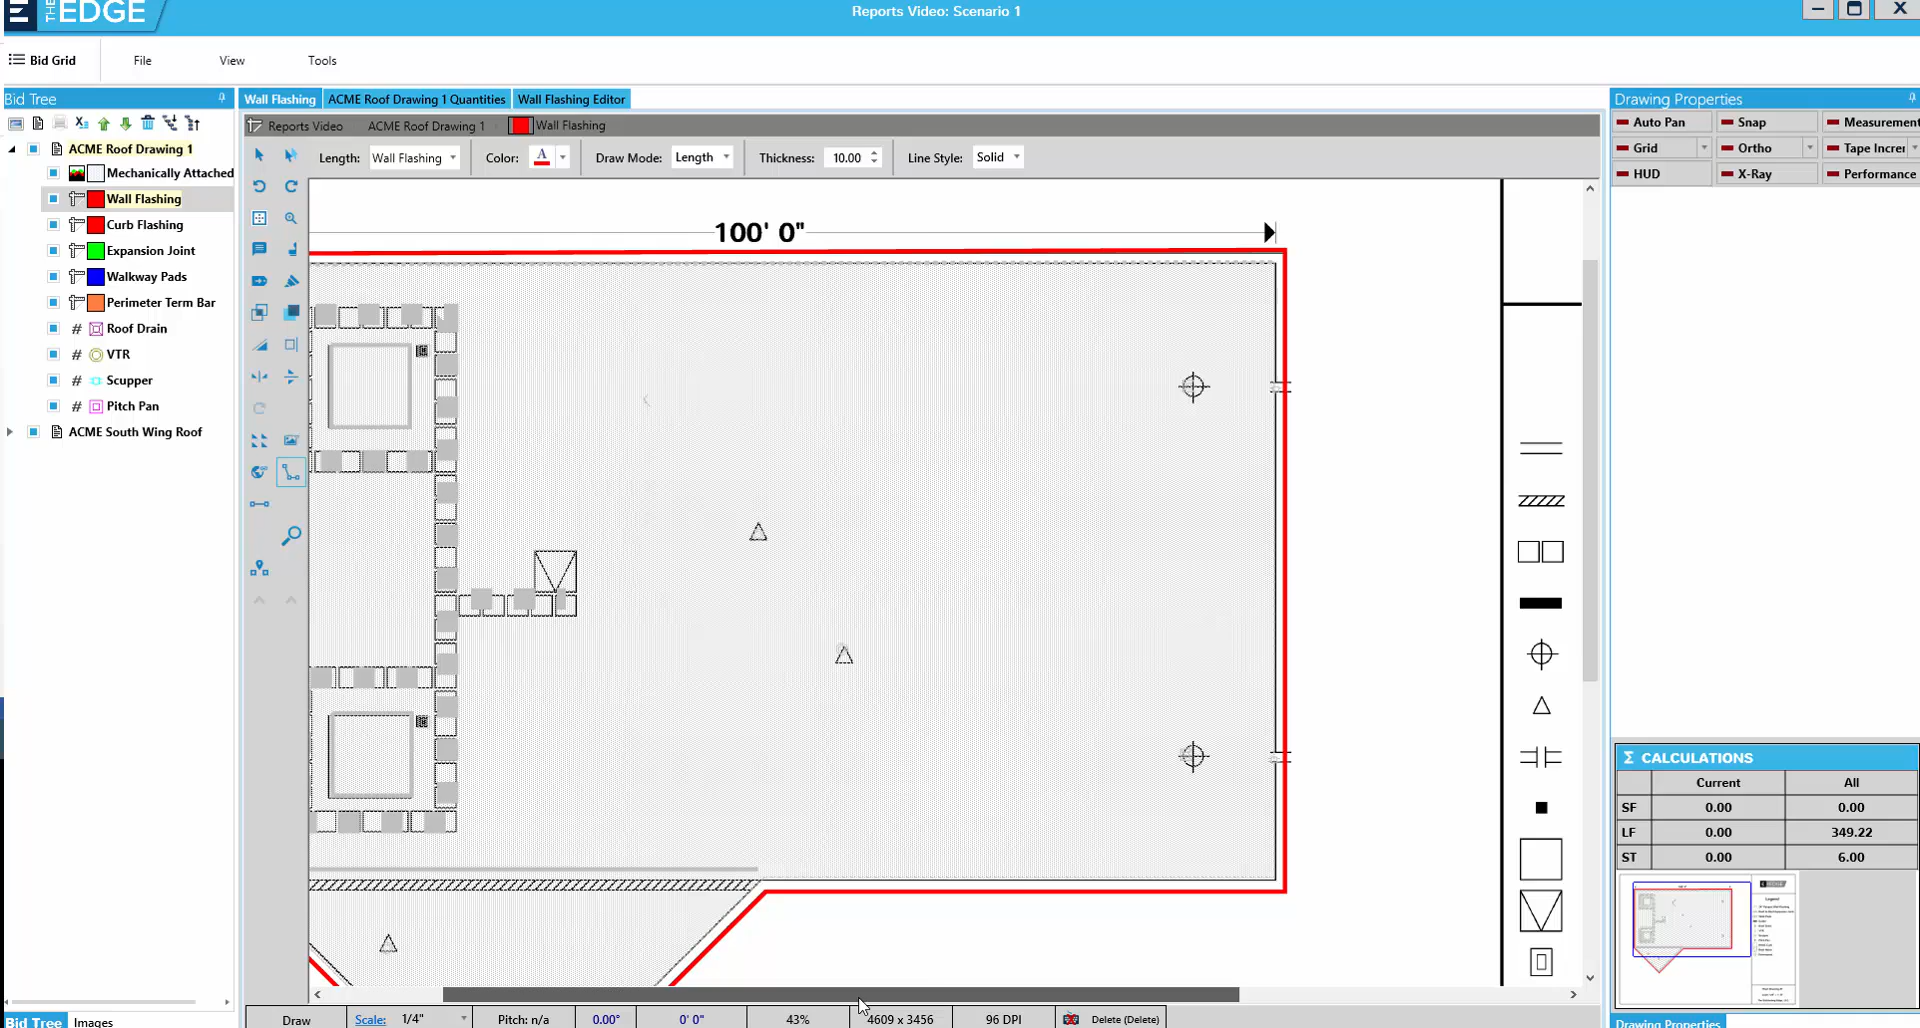 THE EDGE
Reports Video: Scenario 1
Bid Grid
File
View
Tools
Bid Tree
Wall Flashing
ACME Roof Drawing 1 Quantities
Wall Flashing Editor
Drawing Properties
Reports Video
ACME Roof Drawing 1
Wall Flashing
Auto Pan
Snap
Measurement
Grid
Ortho
Tape Increr
HUD
X-Ray
Performance
Length: Wall Flashing
Color:
Draw Mode: Length
Thickness: 10.00
Line Style: Solid
ACME Roof Drawing 1
Mechanically Attached
Wall Flashing
Curb Flashing
Expansion Joint
Walkway Pads
Perimeter Term Bar
# Roof Drain
# VTR
# Scupper
# Pitch Pan
ACME South Wing Roof
100' 0"
Σ CALCULATIONS
Current All
SF 0.00 0.00
LF 0.00 349.22
ST 0.00 6.00
Draw
Scale: 1/4"
Pitch: n/a
0.00°
0' 0"
43%
4609 x 3456
96 DPI
Delete (Delete)
Bid Tree
Images
Drawing Properties